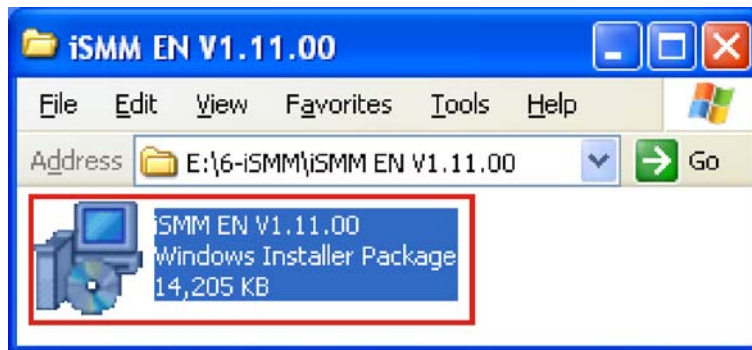 iSMM EN V1.11.00
File Edit View Favorites Tools Help
Address E:\6-iSMM\iSMM EN V1.11.00 Go
iSMM EN V1.11.00
Windows Installer Package
14,205 KB